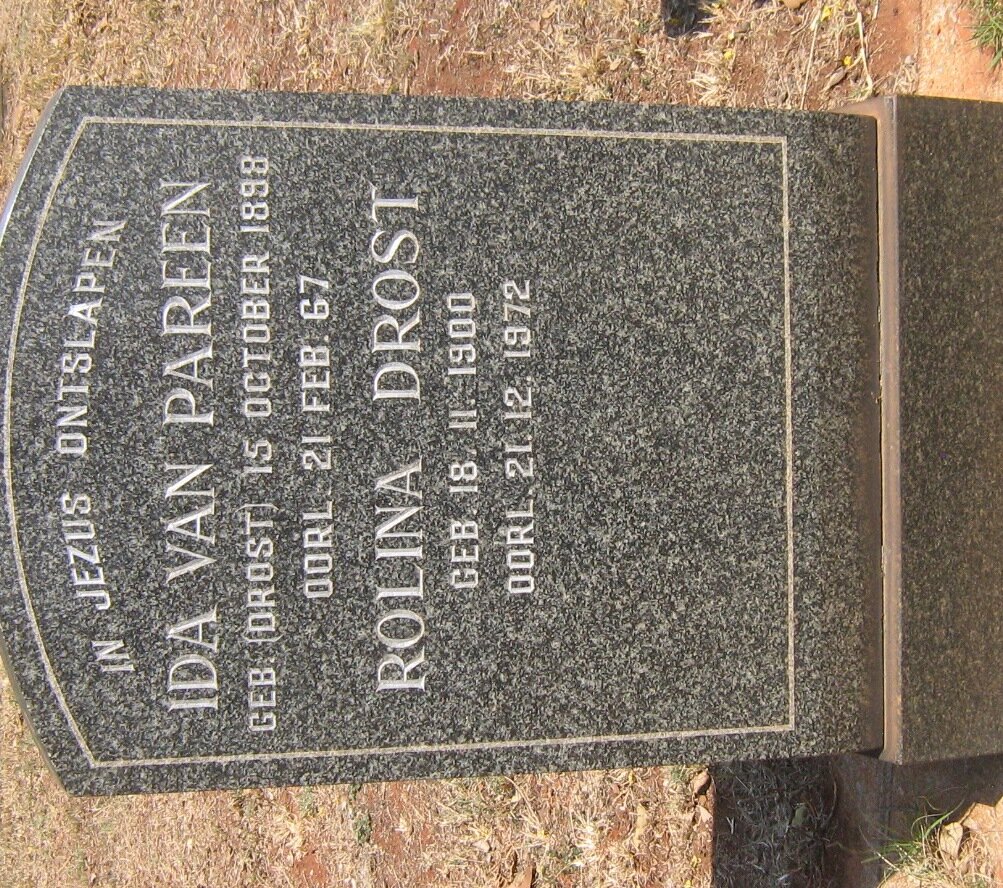 IN JEZUS ONTSLAPEN
IDA VAN PAREEN
GEB (DROST) 15 OCTOBER 1898
OORL. 21 FEB. 67
ROLINA DROST
GEB. 18. 11. 1900
OORL. 21. 12. 1972